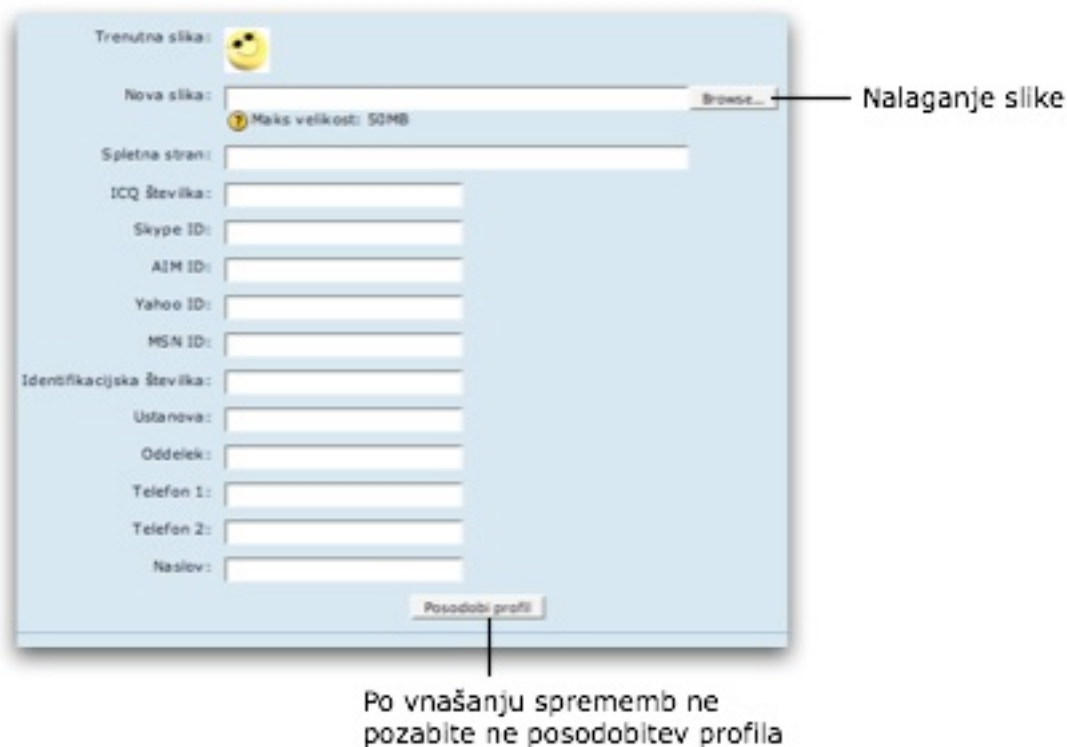 Trenutna slika:
Nova slika: Browse... Nalaganje slike
Maks velikost: 50MB
Spletna stran:
ICQ številka:
Skype ID:
AIM ID:
Yahoo ID:
MSN ID:
Identifikacijska številka:
Ustanova:
Oddelek:
Telefon 1:
Telefon 2:
Naslov:
Posodobi profil
Po vnašanju sprememb ne
pozabite ne posodobitev profila